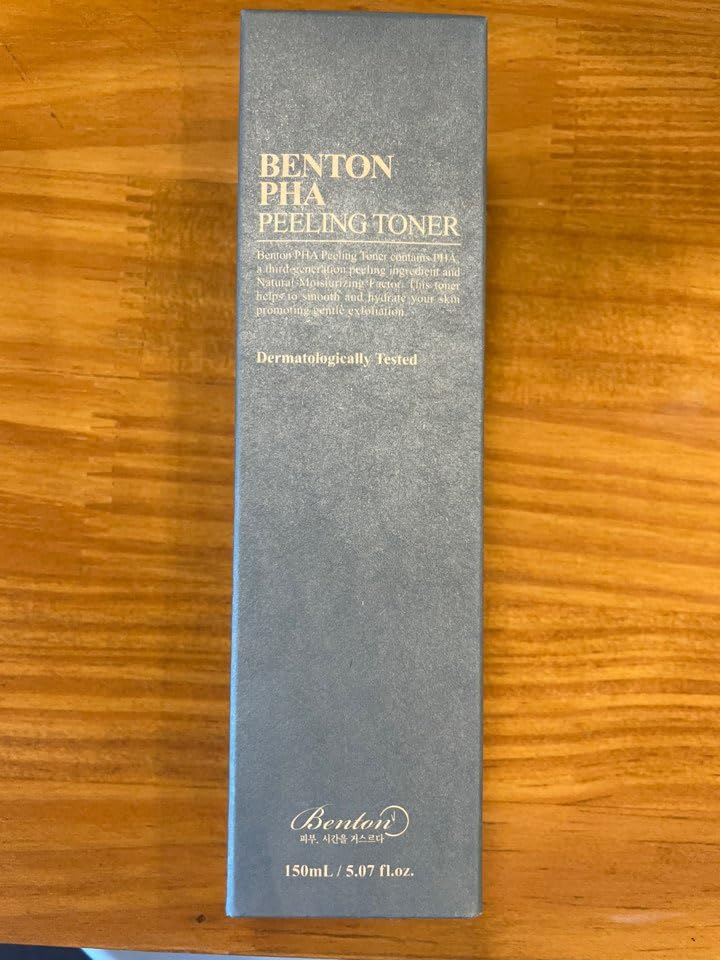 BENTON
PHA
PEELING TONER
Benton PHA Peeling Toner contains PHA,
a third generation peeling ingredient and
Natural Moisturizing Factor. This toner
helps to smooth and hydrate your skin
promoting gentle exfoliation.
Dermatologically Tested
Benton
피부, 시간을 거스르다
150mL / 5.07 fl.oz.